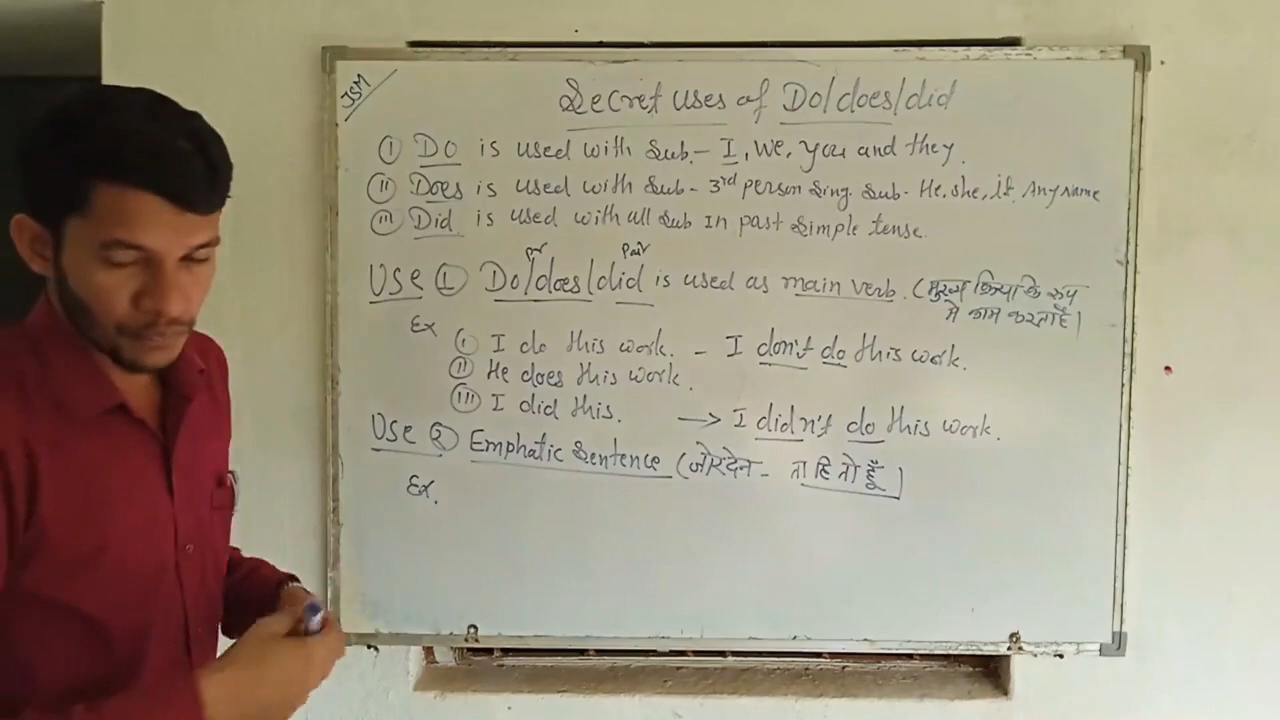 JSM
Secret uses of Do/does/did
(I) Do is used with Sub.- I, we, you and they.
(II) Does is used with Sub- 3rd person Sing. Sub- He, she, it, Any name
(III) Did is used with all Sub In past Simple tense.
pr past
Use (1) Do/does/did is used as main verb. (मुख्य क्रिया के रूप
मे काम करता है)
Ex
(I) I do this work. - I don't do this work.
(II) He does this work.
(III) I did this. → I didn't do this work.
Use (2) Emphatic Sentence (जोर देन- ता हि तो हूँ)
Ex.